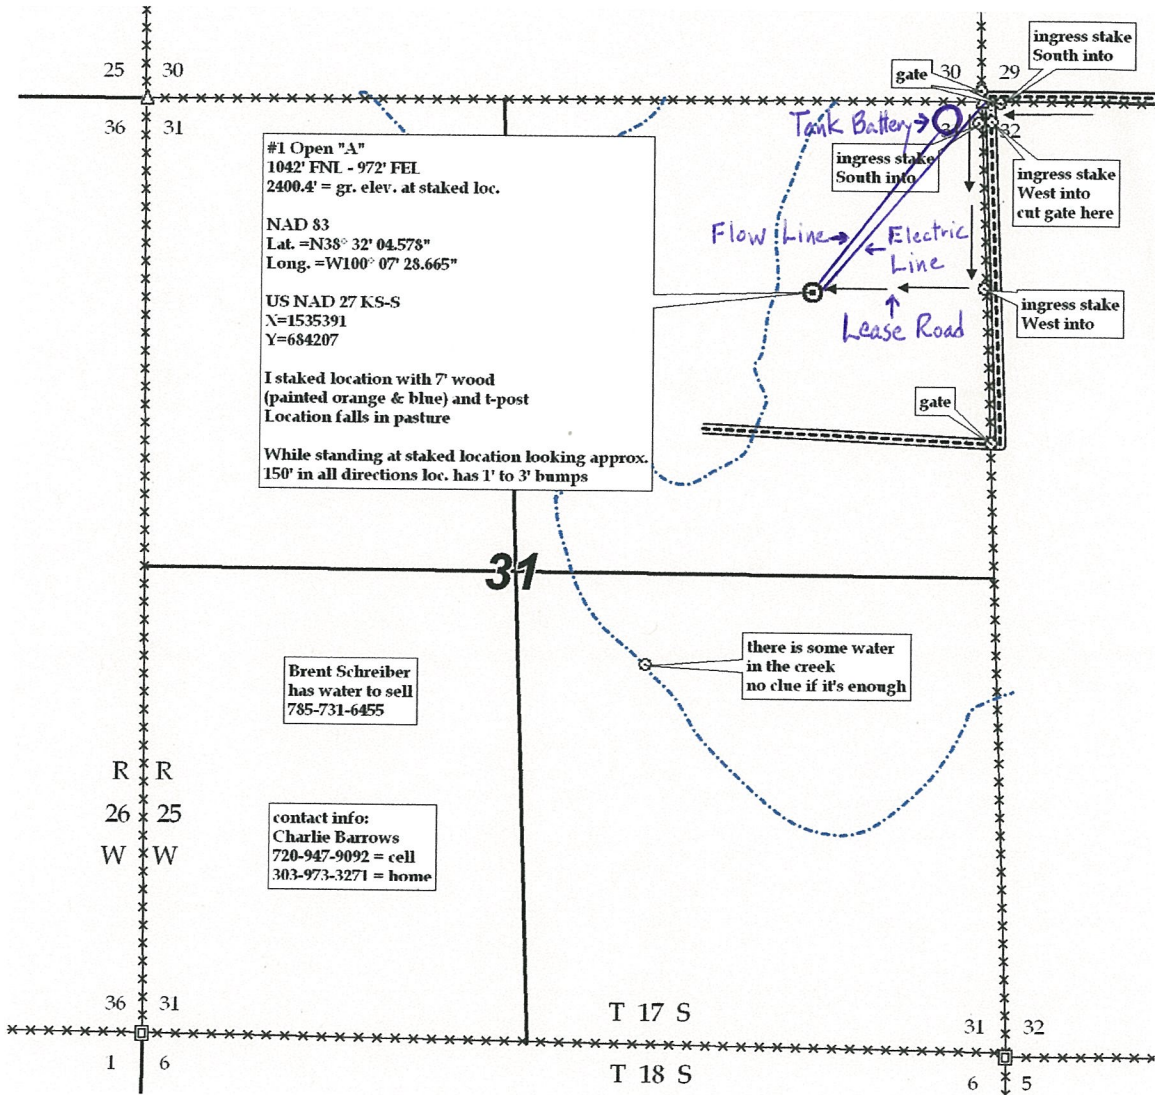 ingress stake
South into
gate
25 30
30 29
36 31
32
Tank Battery
#1 Open "A"
1042' FNL - 972' FEL
2400.4' = gr. elev. at staked loc.
NAD 83
Lat. =N38° 32' 04.578"
Long. =W100° 07' 28.665"
US NAD 27 KS-S
X=1535391
Y=684207
I staked location with 7' wood
(painted orange & blue) and t-post
Location falls in pasture
While standing at staked location looking approx.
150' in all directions loc. has 1' to 3' bumps
ingress stake
South into
ingress stake
West into
cut gate here
Flow Line
Electric
Line
ingress stake
West into
Lease Road
gate
31
there is some water
in the creek
no clue if it's enough
Brent Schreiber
has water to sell
785-731-6455
R R
26 25
W W
contact info:
Charlie Barrows
720-947-9092 = cell
303-973-3271 = home
36 31
T 17 S
31 32
1 6
T 18 S
6 5